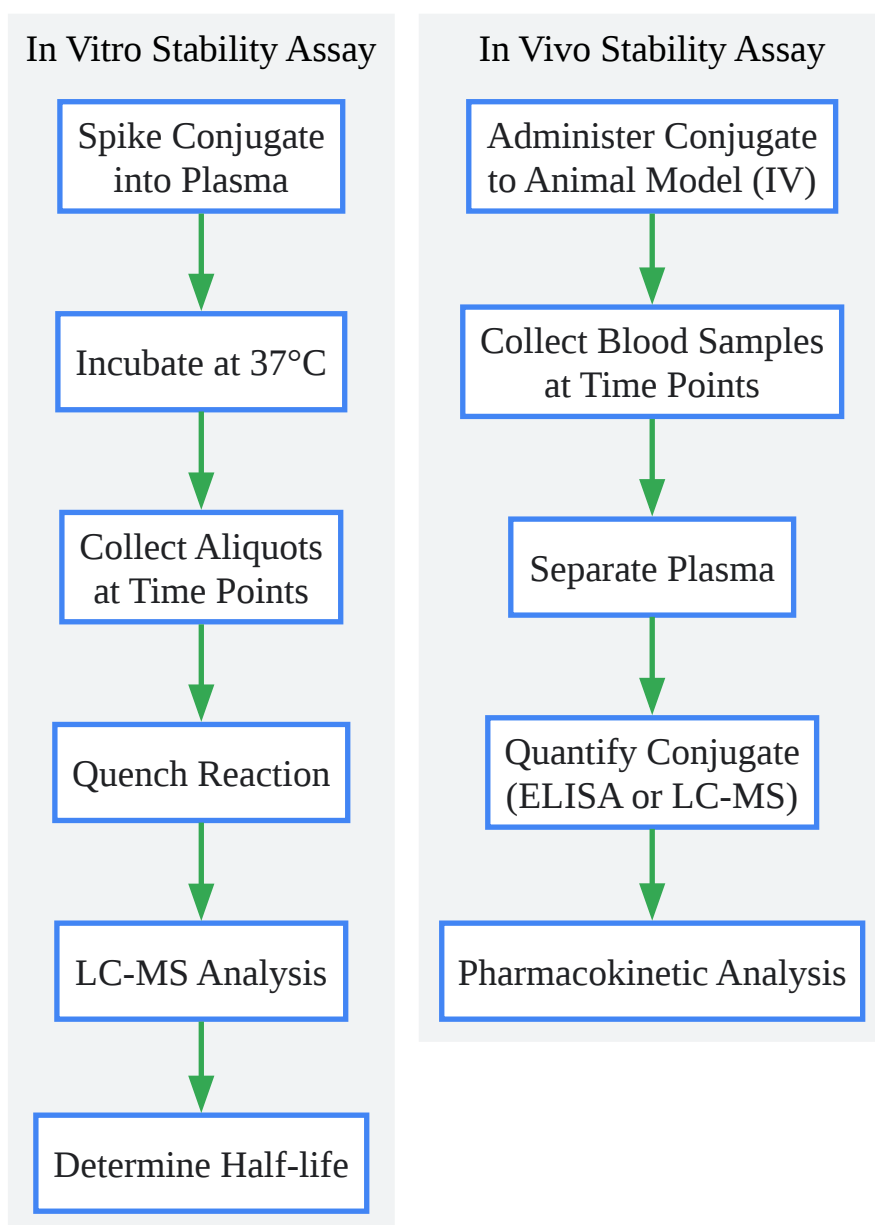 In Vitro Stability Assay
Spike Conjugate
into Plasma
Incubate at 37°C
Collect Aliquots
at Time Points
Quench Reaction
LC-MS Analysis
Determine Half-life
In Vivo Stability Assay
Administer Conjugate
to Animal Model (IV)
Collect Blood Samples
at Time Points
Separate Plasma
Quantify Conjugate
(ELISA or LC-MS)
Pharmacokinetic Analysis